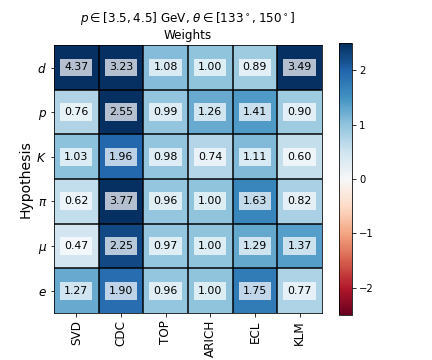 p ∈ [3.5, 4.5] GeV, θ ∈ [133°, 150°]
Weights
Hypothesis
d 4.37 3.23 1.08 1.00 0.89 3.49
p 0.76 2.55 0.99 1.26 1.41 0.90
K 1.03 1.96 0.98 0.74 1.11 0.60
π 0.62 3.77 0.96 1.00 1.63 0.82
μ 0.47 2.25 0.97 1.00 1.29 1.37
e 1.27 1.90 0.96 1.00 1.75 0.77
SVD CDC TOP ARICH ECL KLM
2
1
0
−1
−2